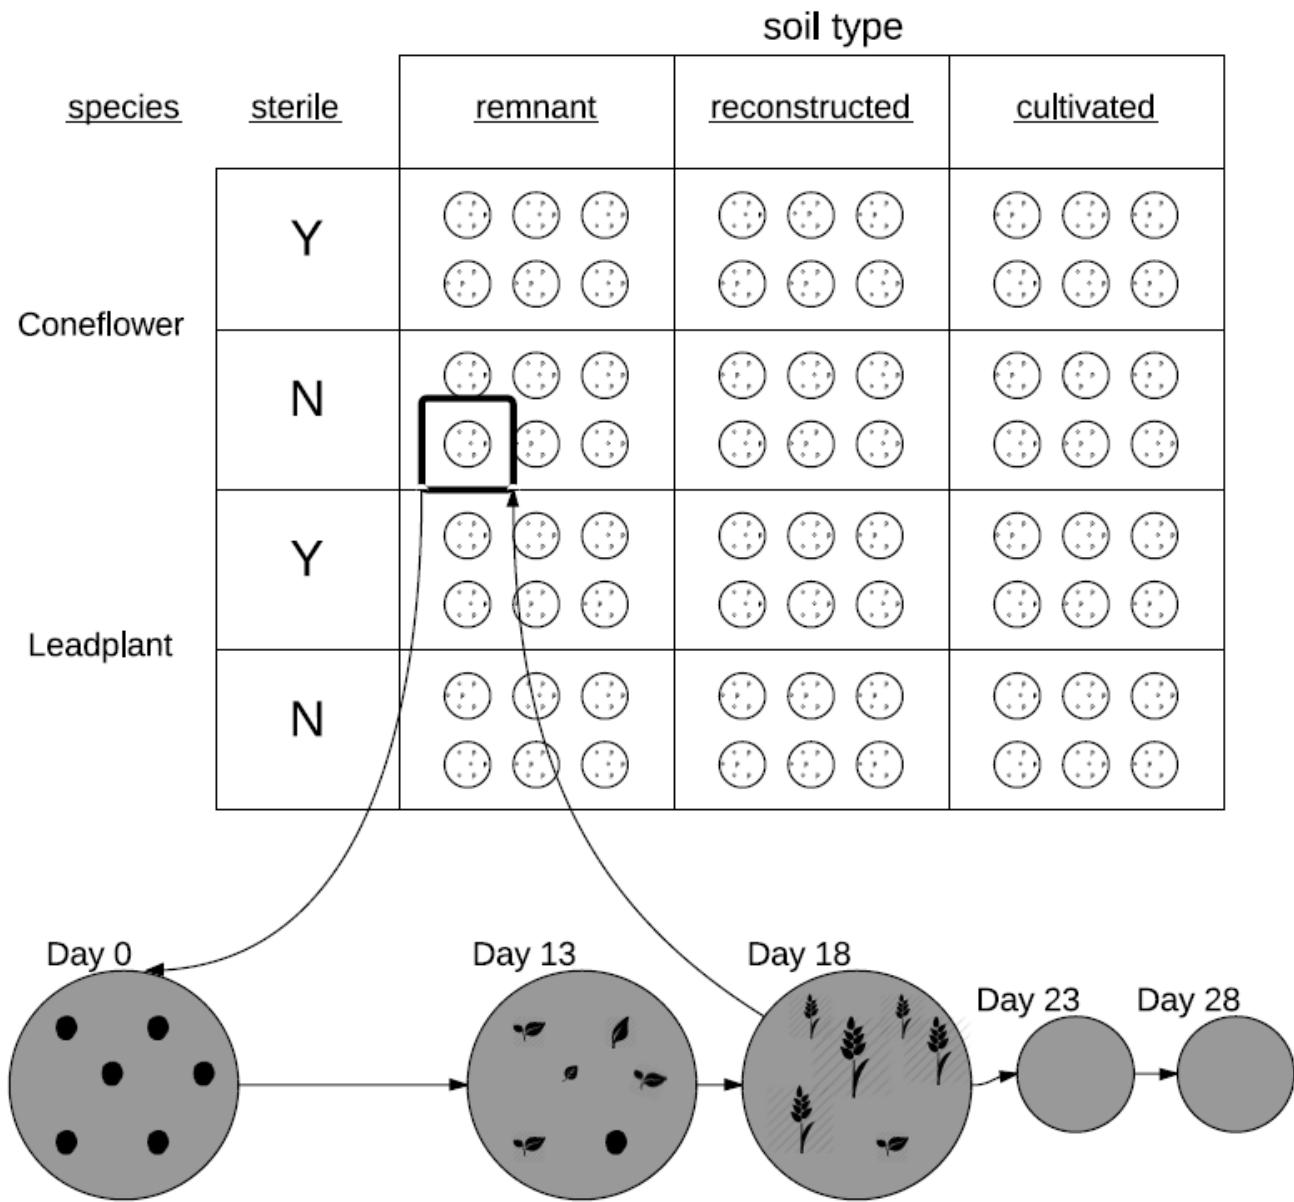 soil type
species sterile remnant reconstructed cultivated
Y
Coneflower
N
Y
Leadplant
N
Day 0 Day 13 Day 18
Day 23 Day 28